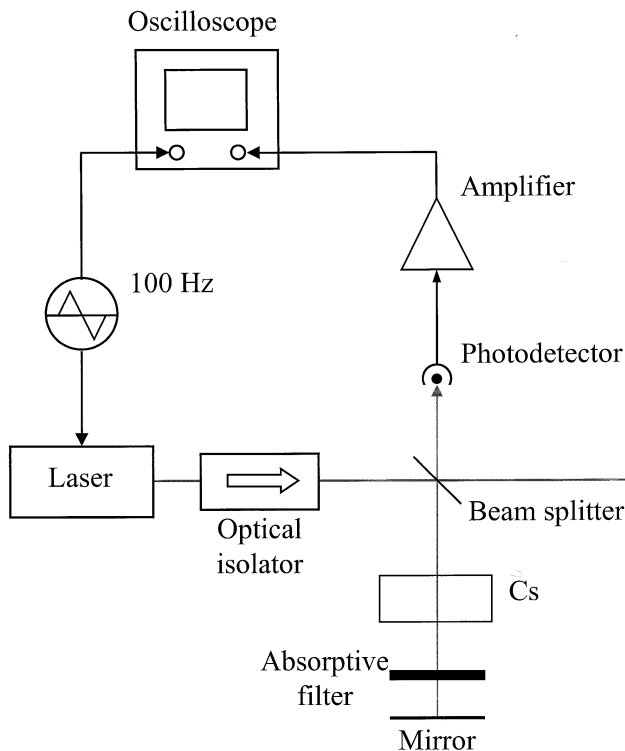 Oscilloscope
Amplifier
100 Hz
Photodetector
Laser
Optical
isolator
Beam splitter
Cs
Absorptive
filter
Mirror